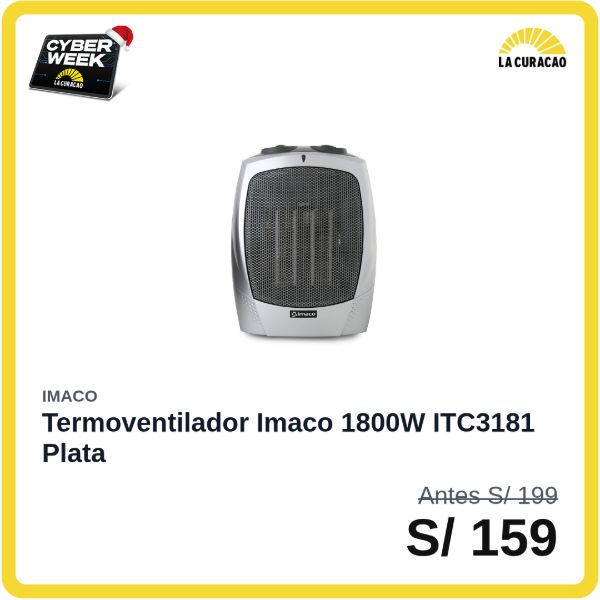 CYBER
WEEK
LA CURACAO
LA CURACAO
imaco
IMACO
Termoventilador Imaco 1800W ITC3181
Plata
Antes S/ 199
S/ 159